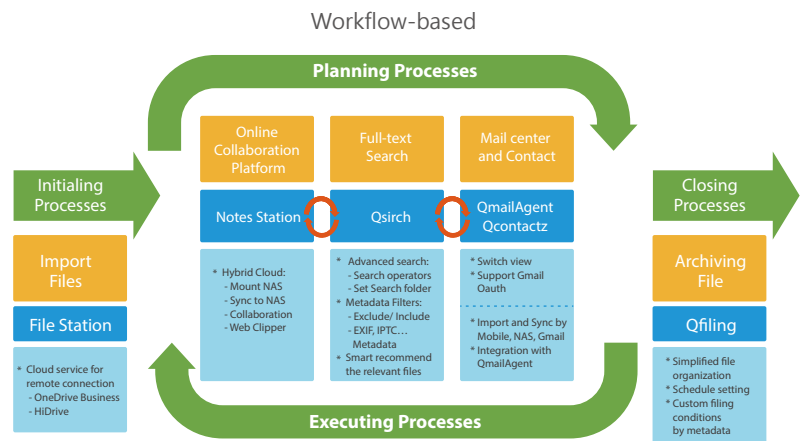 Workflow-based
Planning Processes
Initialing
Processes
Import
Files
File Station
* Cloud service for
remote connection
- OneDrive Business
- HiDrive
Online
Collaboration
Platform
Notes Station
* Hybrid Cloud:
- Mount NAS
- Sync to NAS
- Collaboration
- Web Clipper
Full-text
Search
Qsirch
* Advanced search:
- Search operators
- Set Search folder
* Metadata Filters:
- Exclude/ Include
- EXIF, IPTC…
Metadata
* Smart recommend
the relevant files
Mail center
and Contact
QmailAgent
Qcontactz
* Switch view
* Support Gmail
Oauth
* Import and Sync by
Mobile, NAS, Gmail
* Integration with
QmailAgent
Closing
Processes
Archiving
File
Qfiling
* Simplified file
organization
* Schedule setting
* Custom filing
conditions
by metadata
Executing Processes